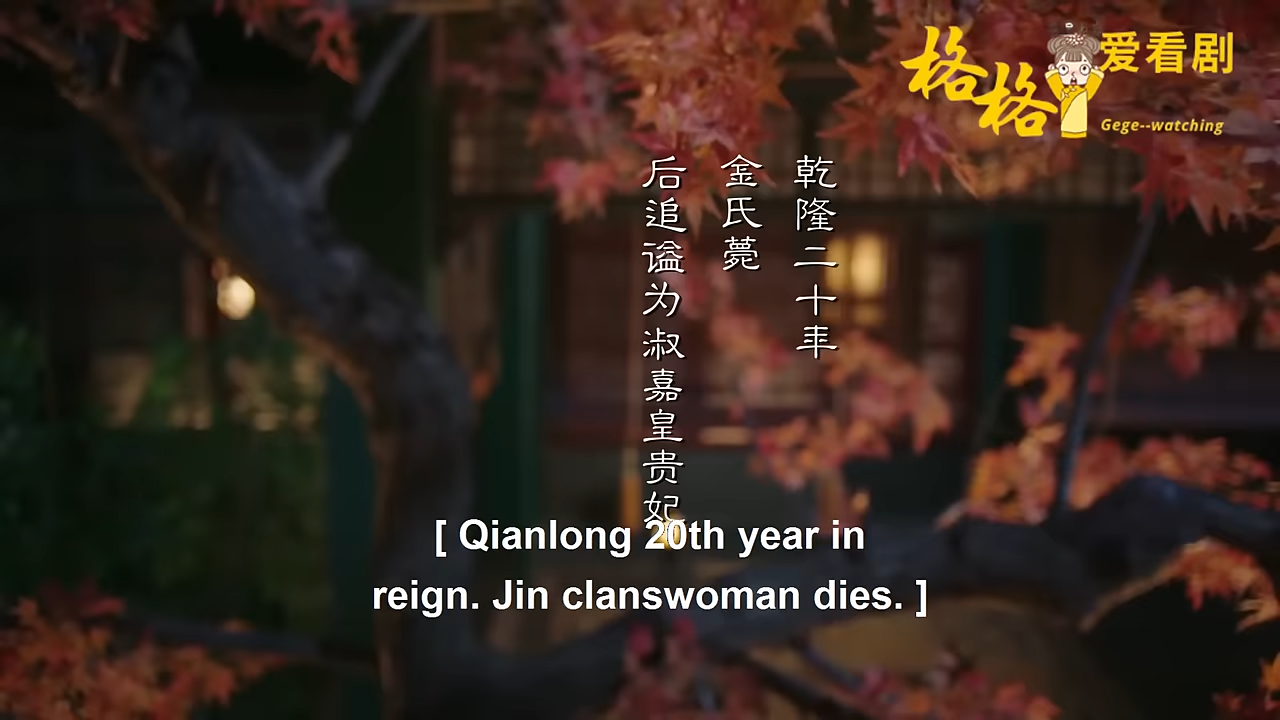 格格爱看剧
Gege--watching
乾隆二十年
金氏薨
后追谥为淑嘉皇贵妃
[ Qianlong 20th year in
reign. Jin clanswoman dies. ]